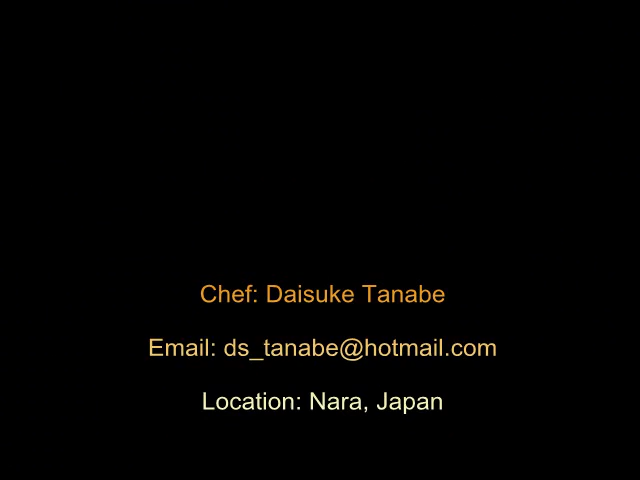 Chef: Daisuke Tanabe
Email: ds_tanabe@hotmail.com
Location: Nara, Japan